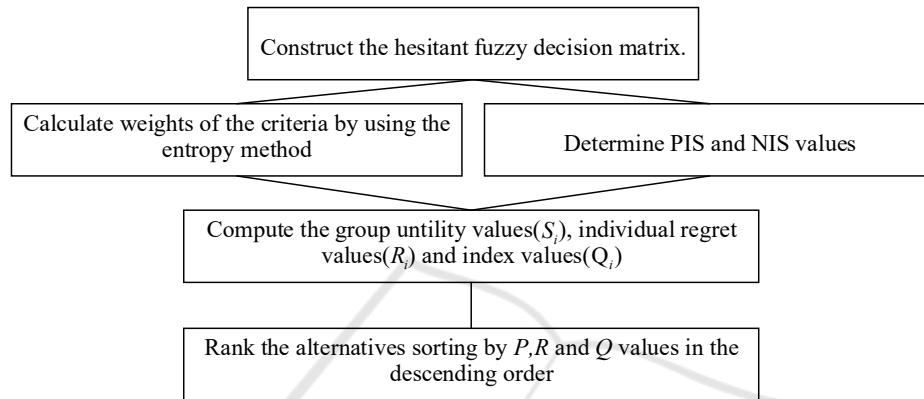 Construct the hesitant fuzzy decision matrix.
Calculate weights of the criteria by using the
entropy method
Determine PIS and NIS values
Compute the group untility values(Si), individual regret
values(Ri) and index values(Qi)
Rank the alternatives sorting by P,R and Q values in the
descending order